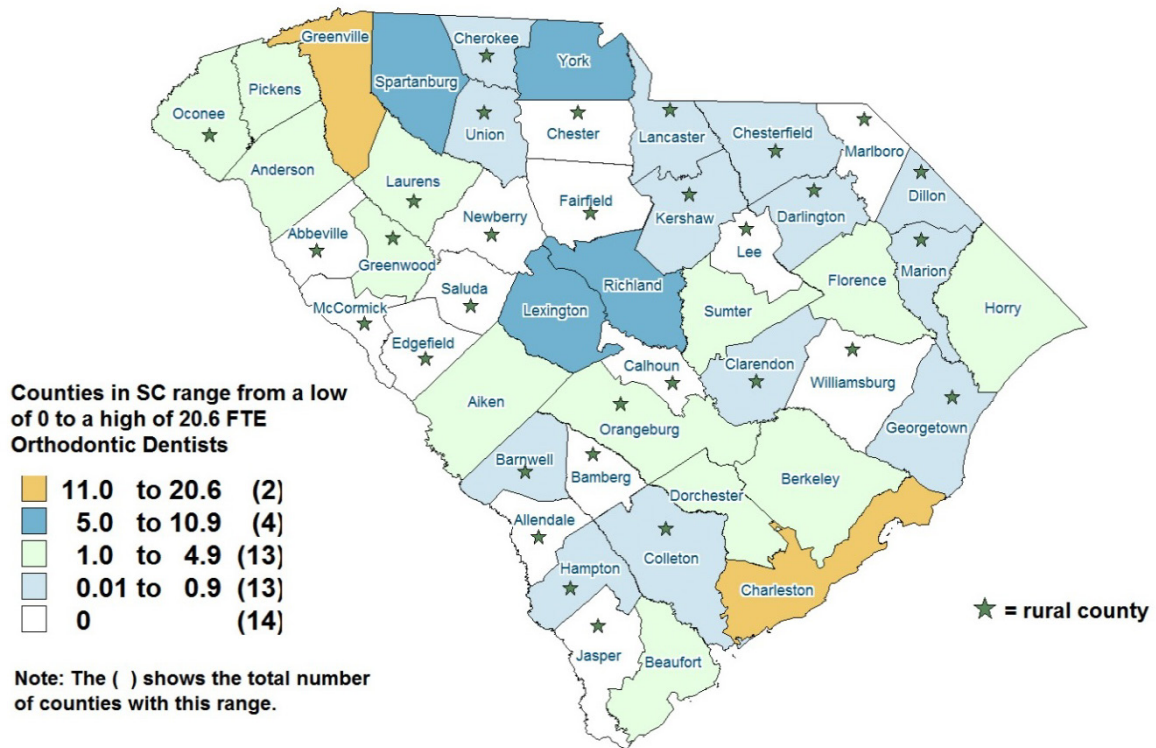 Greenville
Cherokee
York
Spartanburg
Pickens
Oconee
Union
Chester
Lancaster
Chesterfield
Marlboro
Anderson
Laurens
Dillon
Newberry
Fairfield
Kershaw
Darlington
Abbeville
Greenwood
Lee
Marion
Florence
Saluda
Richland
McCormick
Lexington
Sumter
Horry
Edgefield
Calhoun
Clarendon
Williamsburg
Aiken
Orangeburg
Georgetown
Barnwell
Bamberg
Berkeley
Dorchester
Allendale
Colleton
Hampton
Charleston
Jasper
Beaufort
Counties in SC range from a low
of 0 to a high of 20.6 FTE
Orthodontic Dentists
11.0 to 20.6 (2)
5.0 to 10.9 (4)
1.0 to 4.9 (13)
0.01 to 0.9 (13)
0 (14)
Note: The ( ) shows the total number
of counties with this range.
= rural county